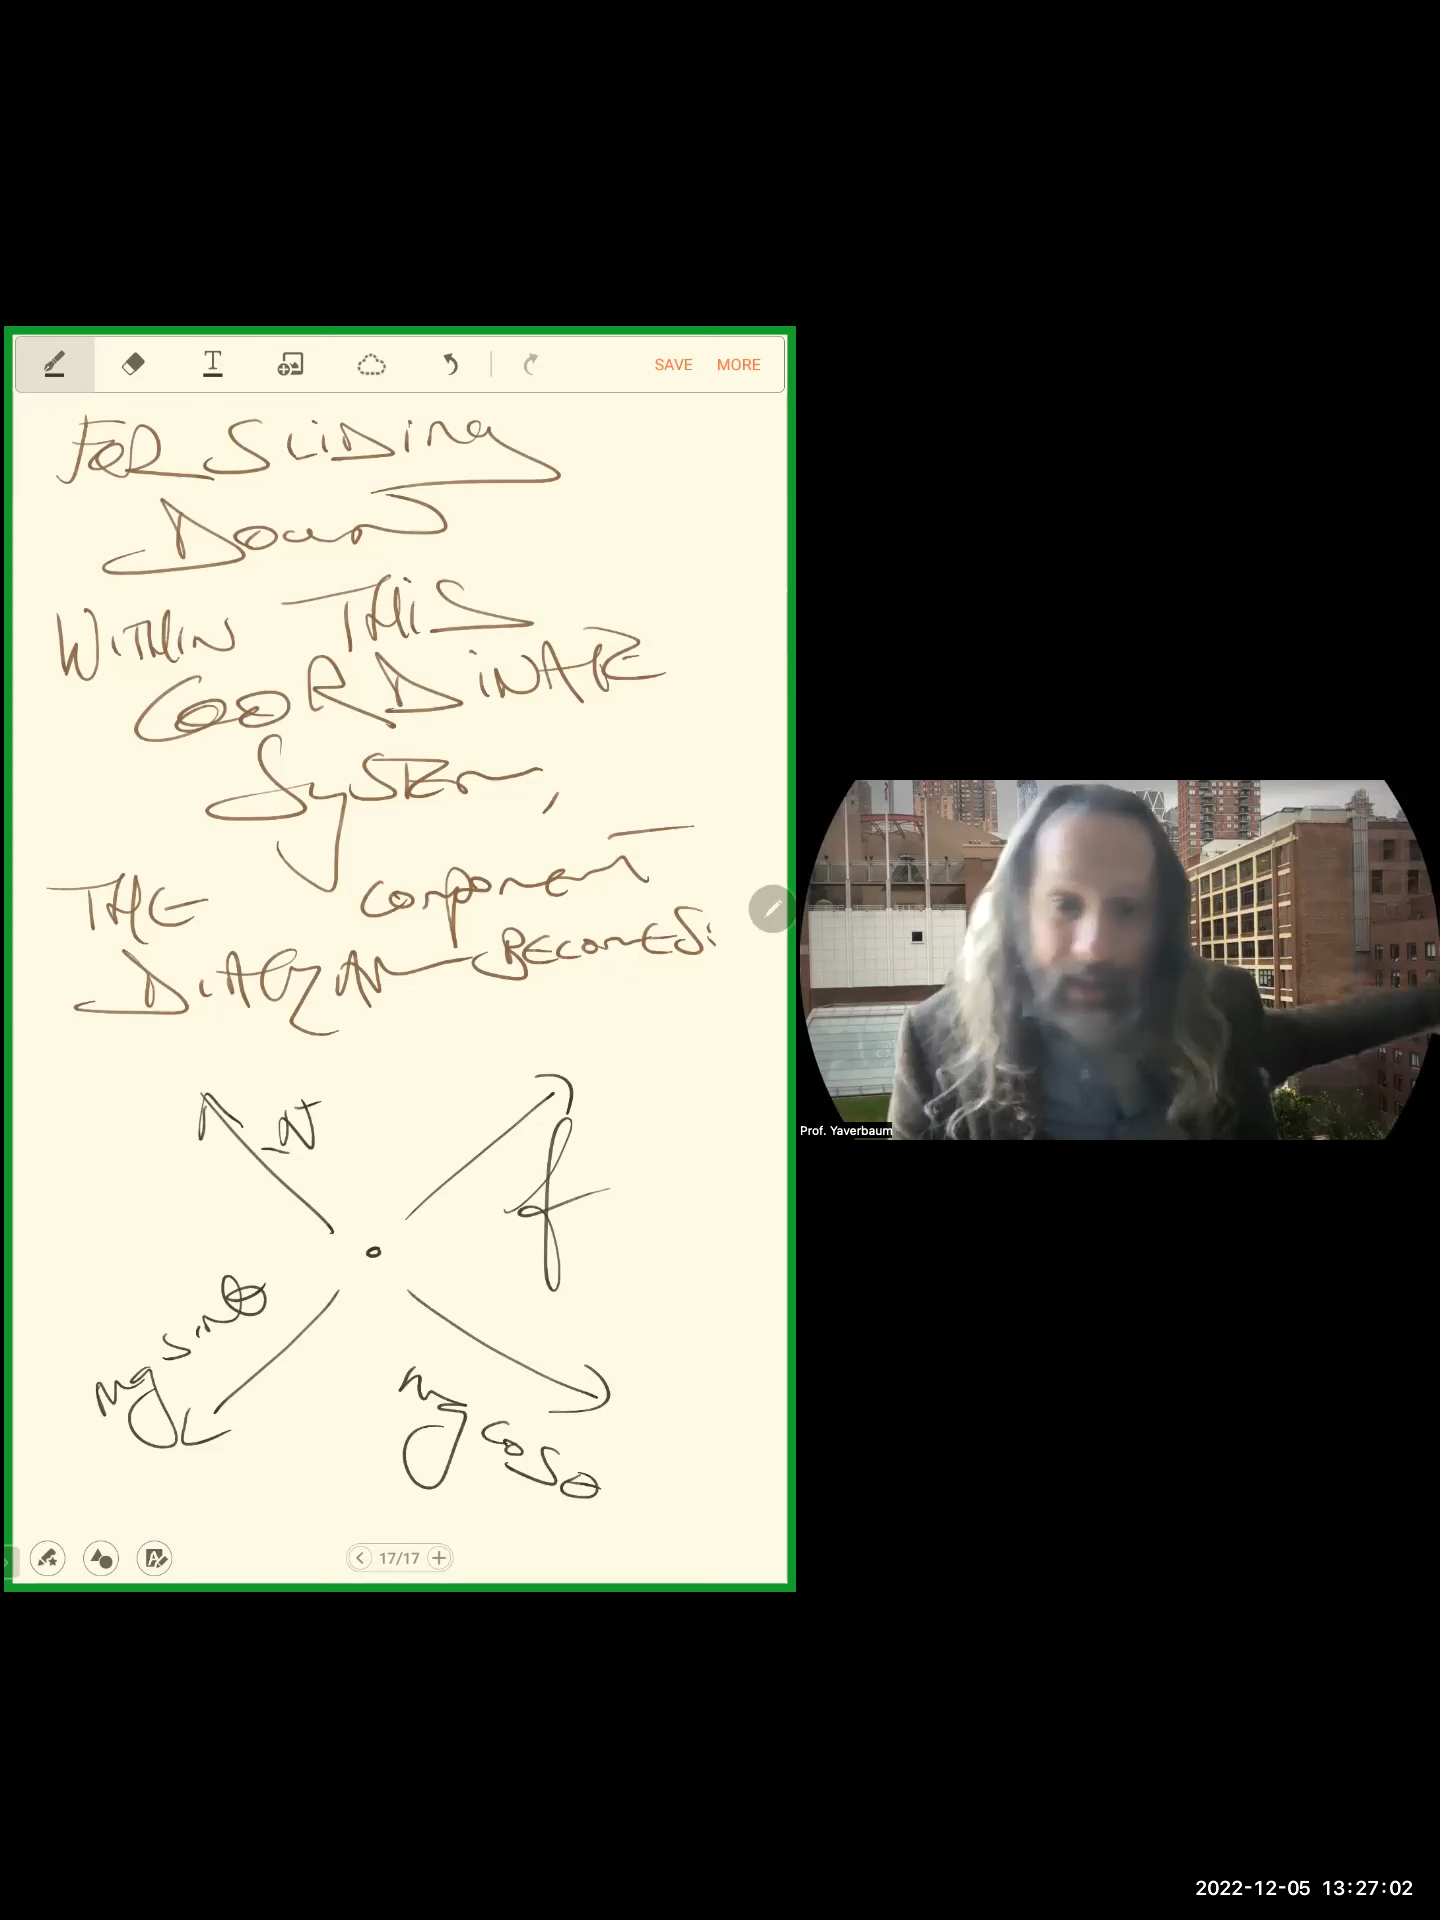 T
SAVE
MORE
FOR SLIDING
DOWN
WITHIN THIS
COORDINATE
SYSTEM,
THE COMPONENT
DIAGRAM BECOMES:
N
f
mg sinθ
mg cosθ
A
17/17
Prof. Yaverbaum
2022-12-05 13:27:02